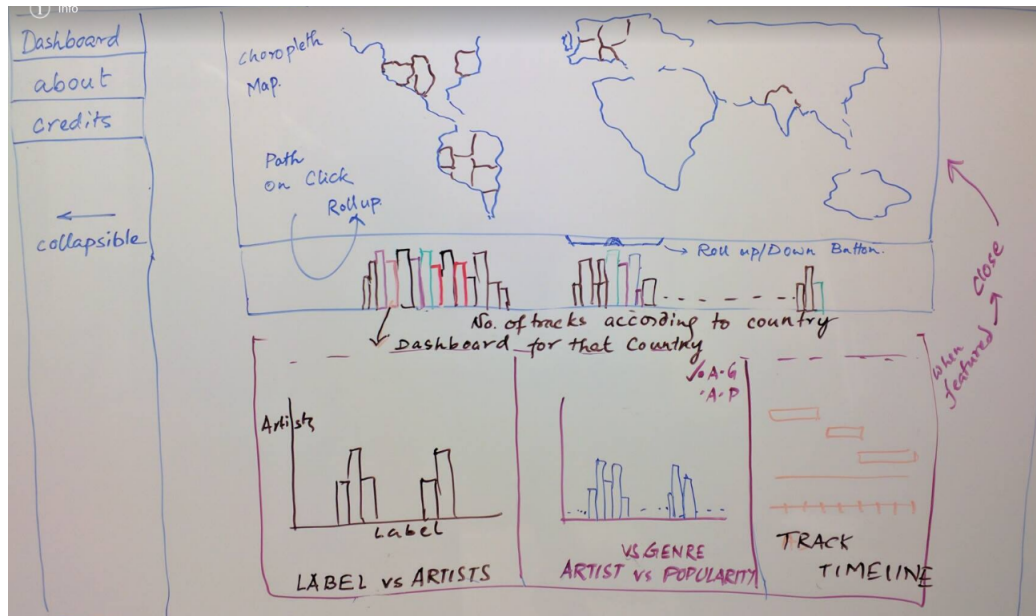 Info
Dashboard
about
credits
collapsible
Choropleth
Map.
Path
on Click
Rollup.
Roll up/Down Button.
No. of tracks according to country
Dashboard for that Country
Close
when
featured
Artists
Label
LABEL vs ARTISTS
A-G
A-P
VS GENRE
ARTIST vs POPULARITY
TRACK
TIMELINE